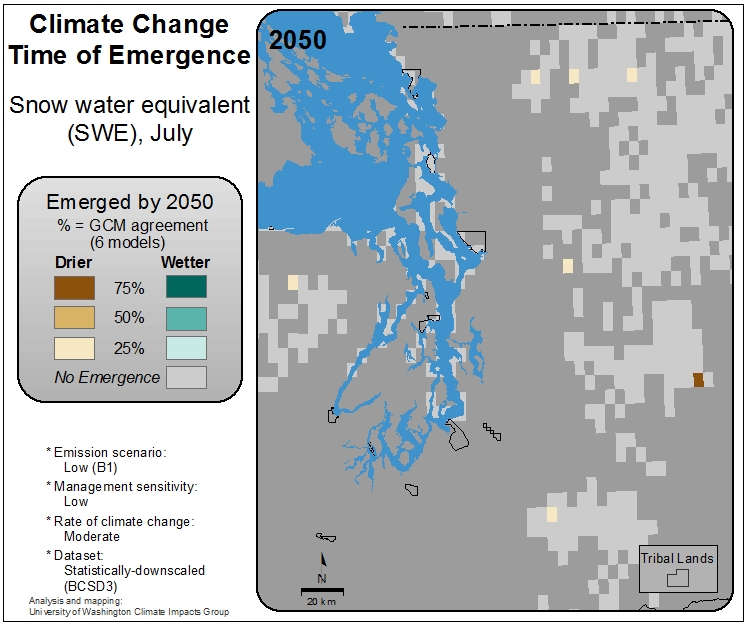 Climate Change
Time of Emergence
Snow water equivalent
(SWE), July
Emerged by 2050
% = GCM agreement
(6 models)
Drier Wetter
75%
50%
25%
No Emergence
* Emission scenario:
Low (B1)
* Management sensitivity:
Low
* Rate of climate change:
Moderate
* Dataset:
Statistically-downscaled
(BCSD3)
Analysis and mapping:
University of Washington Climate Impacts Group
2050
N
20 km
Tribal Lands